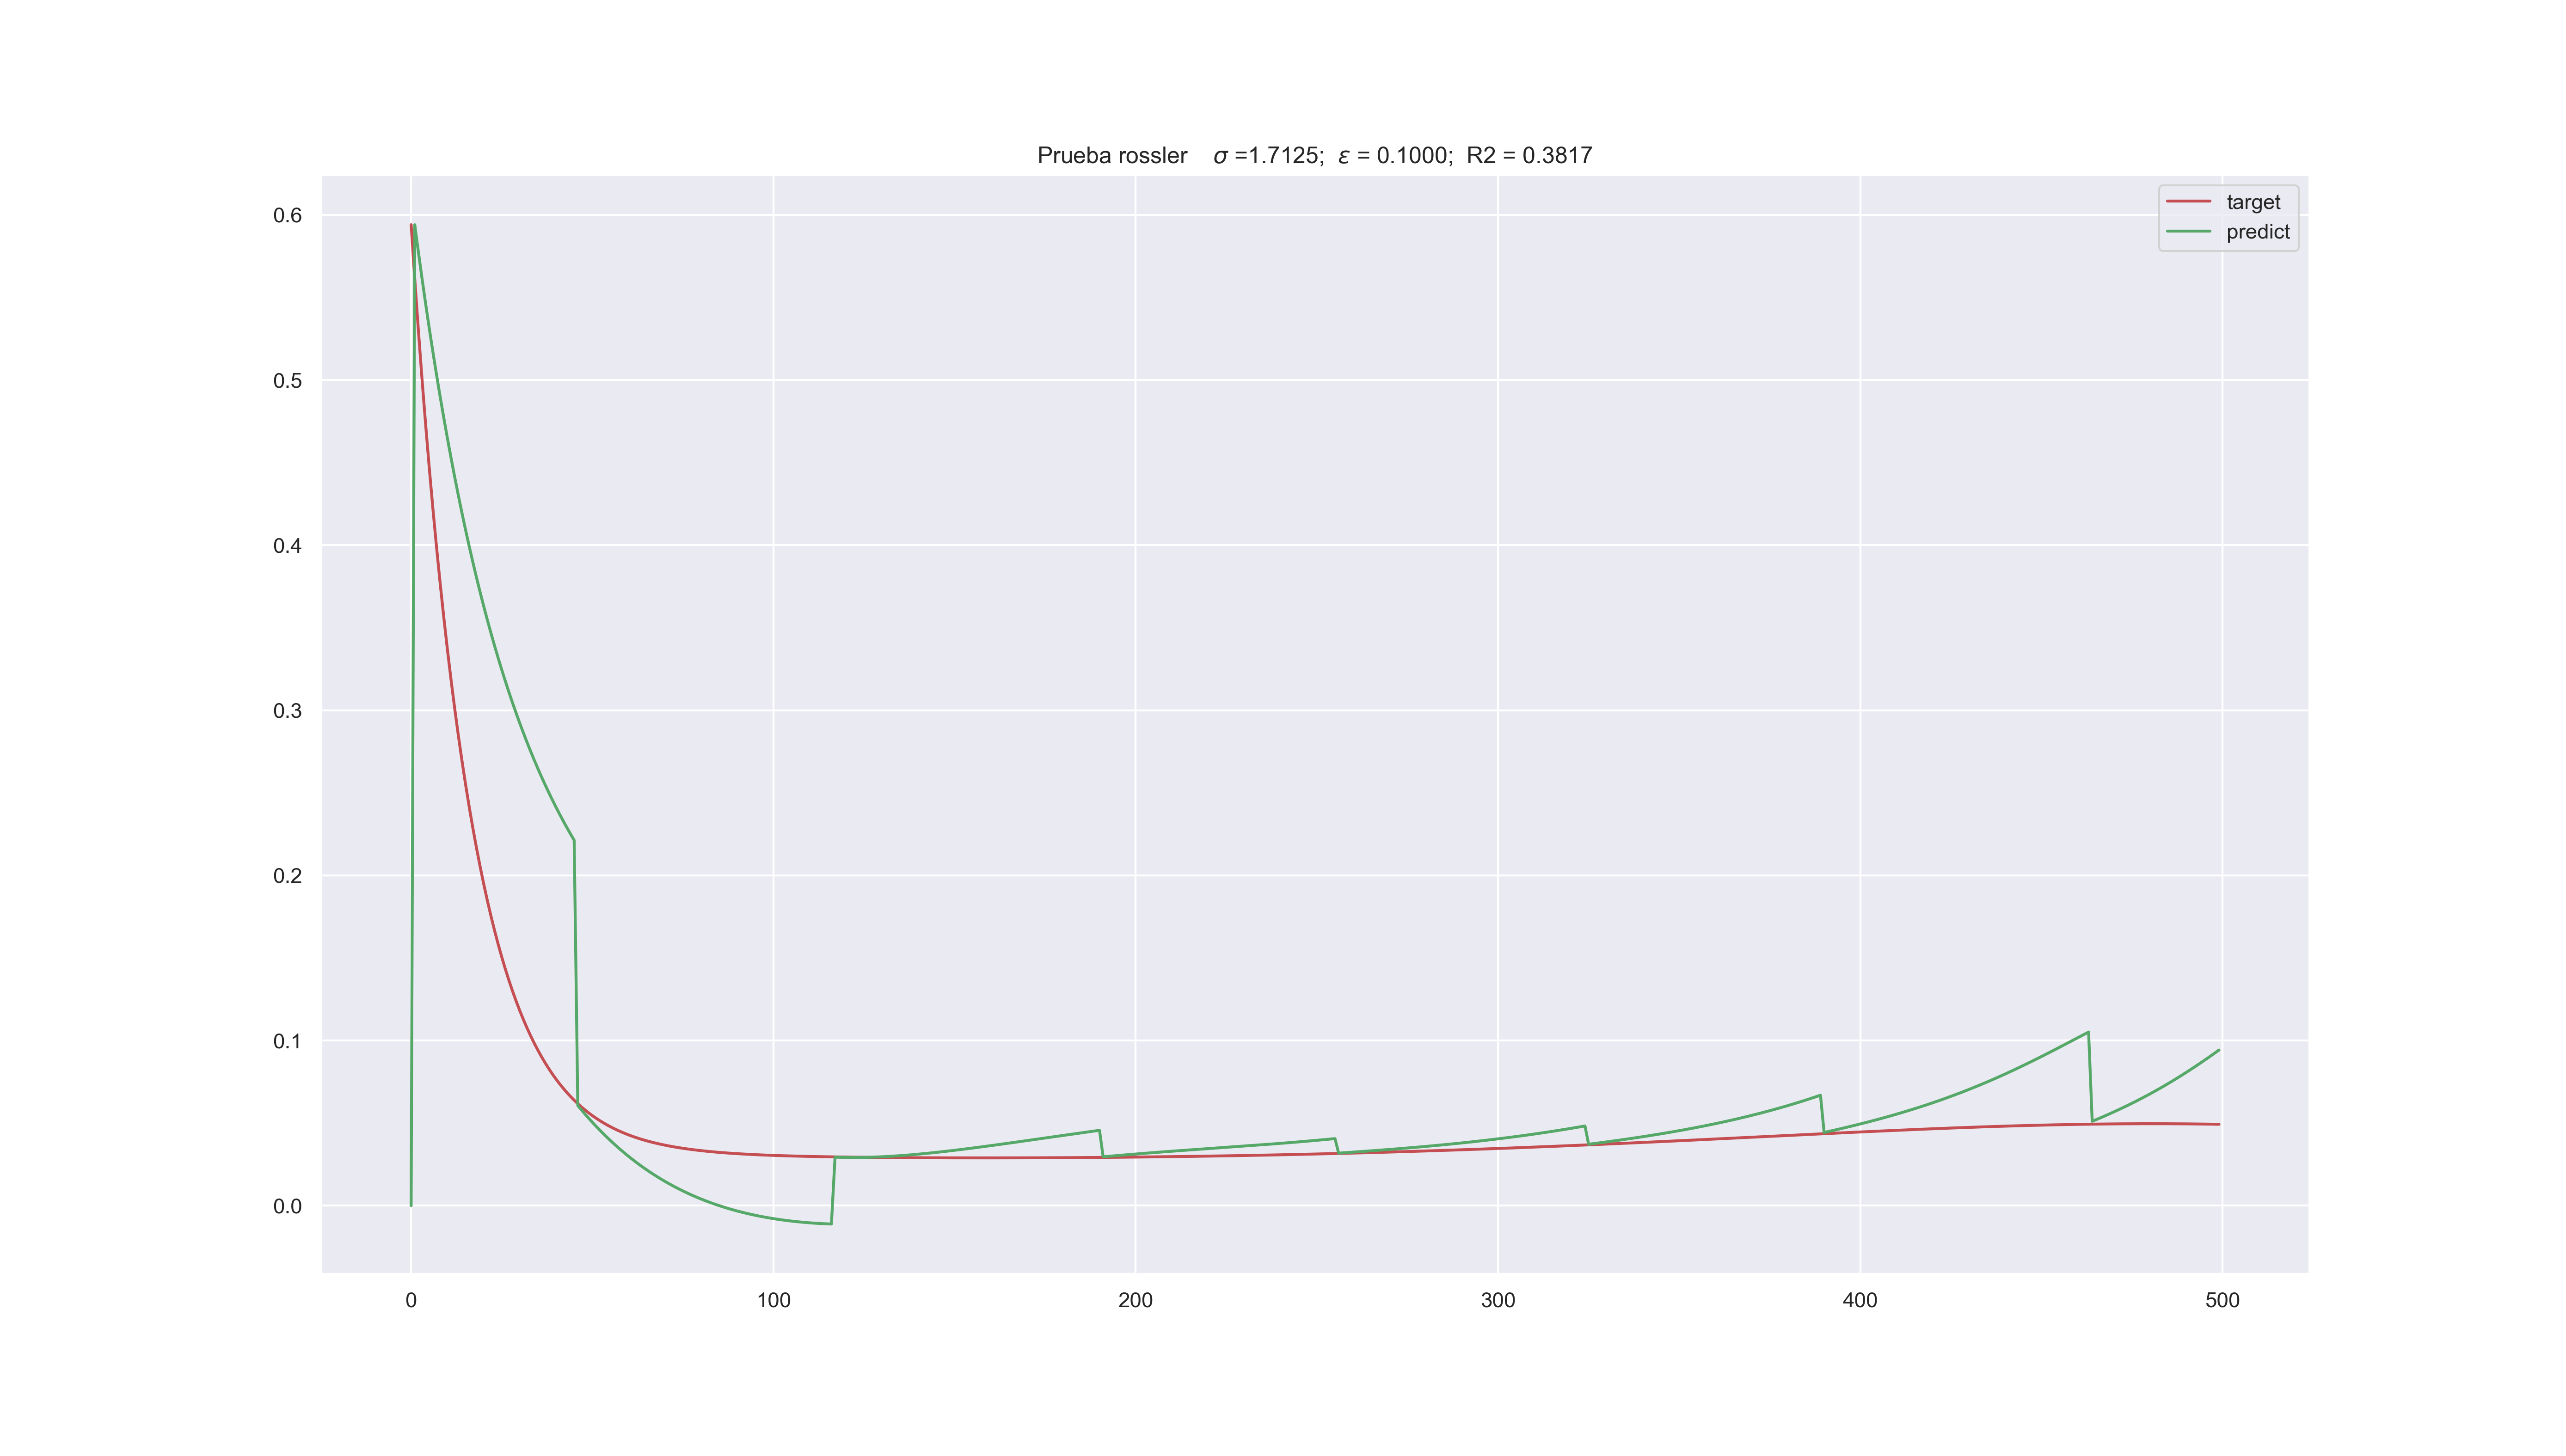 Prueba rossler σ =1.7125; ε = 0.1000; R2 = 0.3817
target
predict
0.6
0.5
0.4
0.3
0.2
0.1
0.0
0 100 200 300 400 500